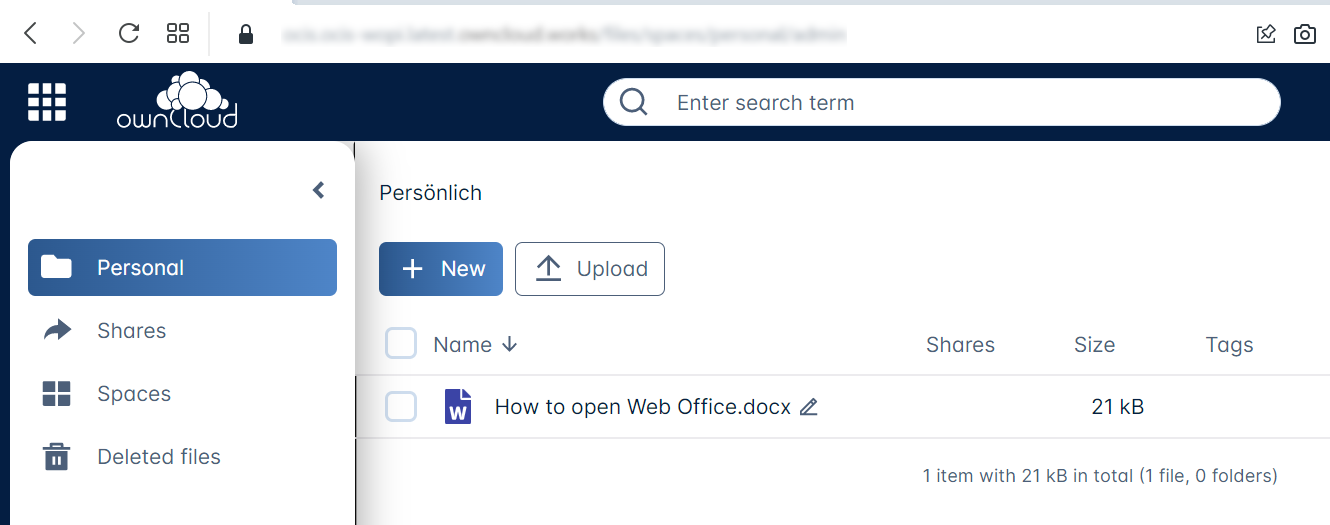 ownCloud
Enter search term
Persönlich
Personal
Shares
Spaces
Deleted files
+ New
Upload
Name Shares Size Tags
W How to open Web Office.docx 21 kB
1 item with 21 kB in total (1 file, 0 folders)